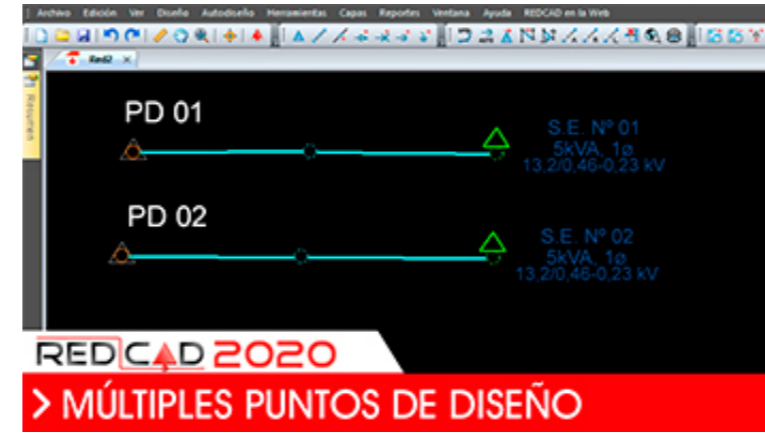 Archivo Edición Ver Diseño Autodiseño Herramientas Capas Reportes Ventana Ayuda REDCAD en la Web
Red2 x
Resumen
PD 01
S.E. Nº 01
5kVA, 1ø
13,2/0,46-0,23 kV
PD 02
S.E. Nº 02
5kVA, 1ø
13,2/0,46-0,23 kV
REDCAD 2020
> MÚLTIPLES PUNTOS DE DISEÑO